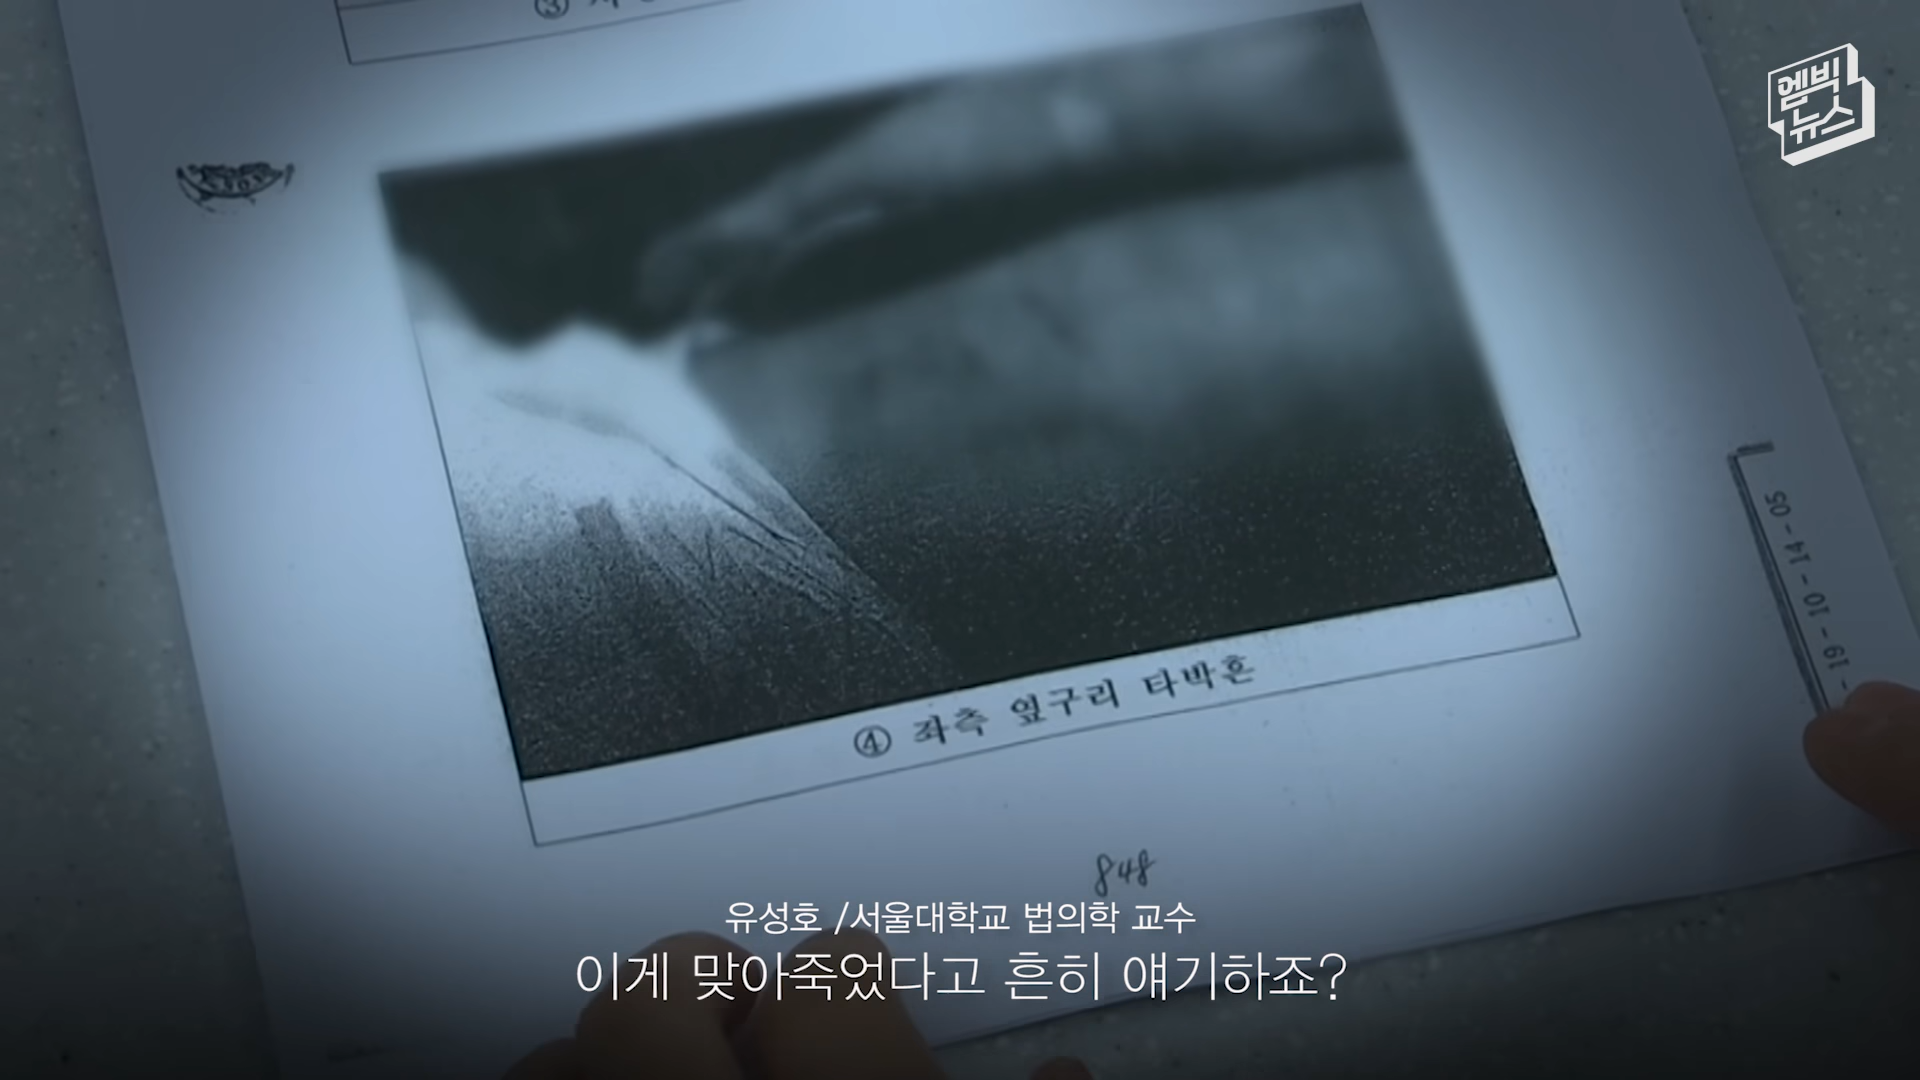 ③
엠빅
뉴스
05-14-10-19-
④ 좌측 옆구리 타박흔
848
유성호 /서울대학교 법의학 교수
이게 맞아죽었다고 흔히 얘기하죠?